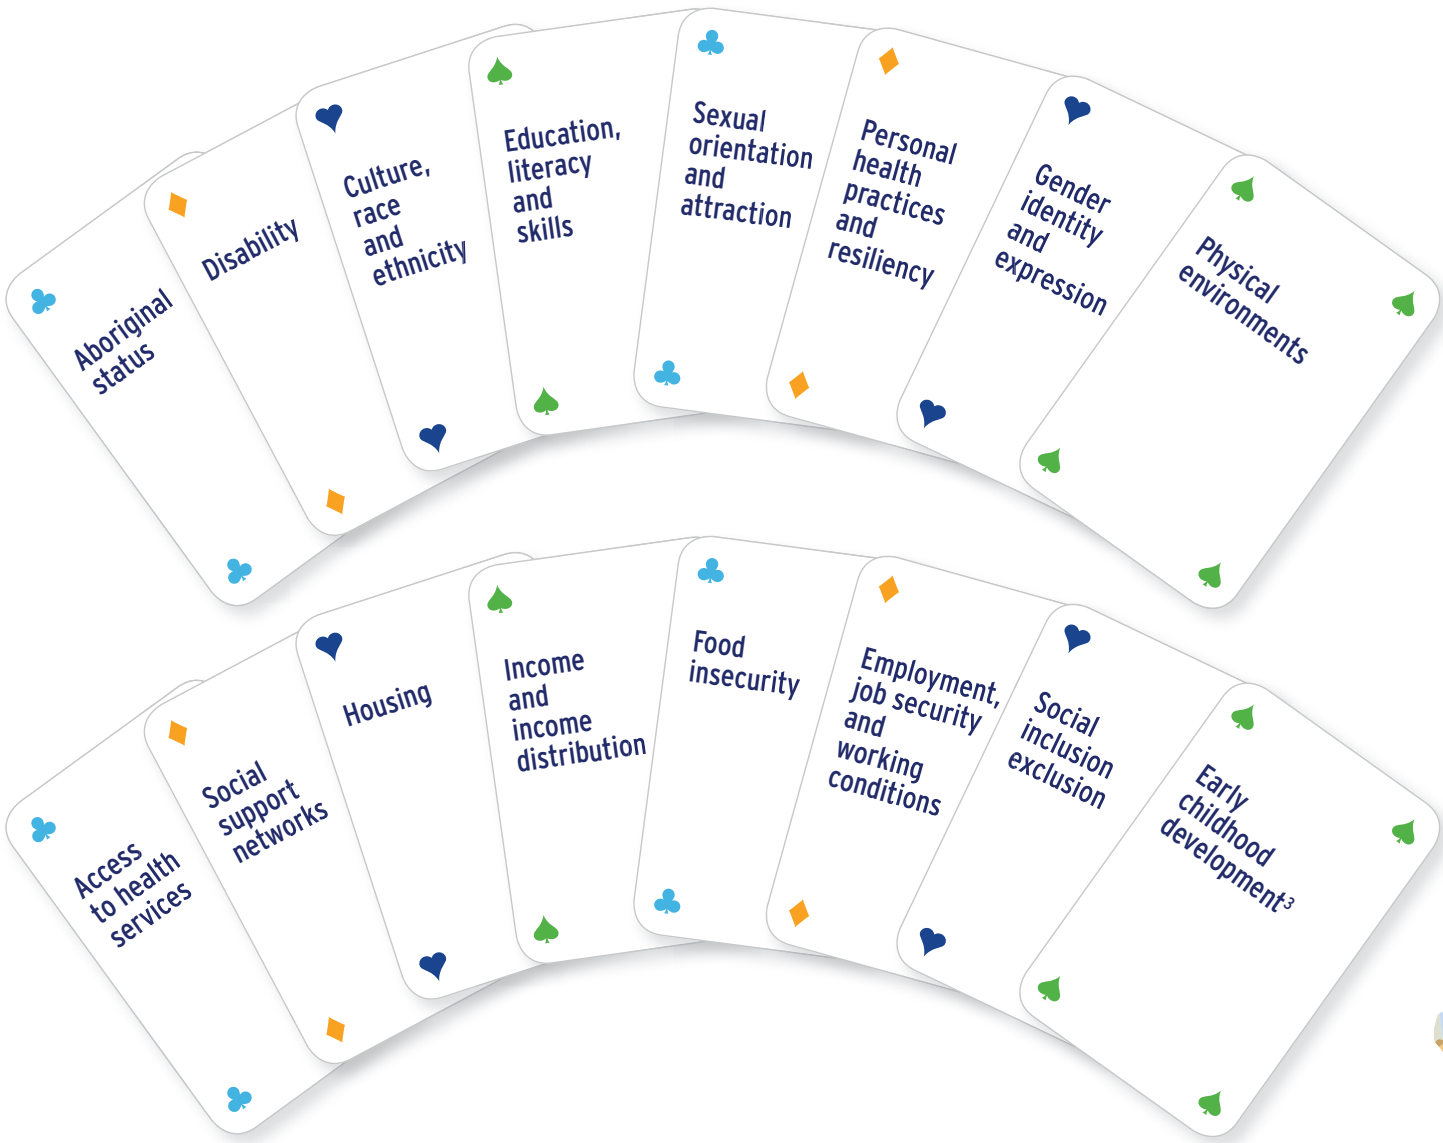 Aboriginal
status
Disability
Culture,
race
and
ethnicity
Education,
literacy
and
skills
Sexual
orientation
and
attraction
Personal
health
practices
and
resiliency
Gender
identity
and
expression
Physical
environments
Access
to health
services
Social
support
networks
Housing
Income
and
income
distribution
Food
insecurity
Employment,
job security
and
working
conditions
Social
inclusion
exclusion
Early
childhood
development³